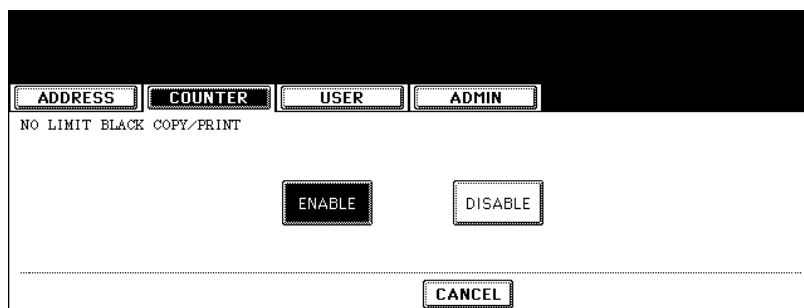 ADDRESS COUNTER USER ADMIN
NO LIMIT BLACK COPY/PRINT
ENABLE DISABLE
CANCEL